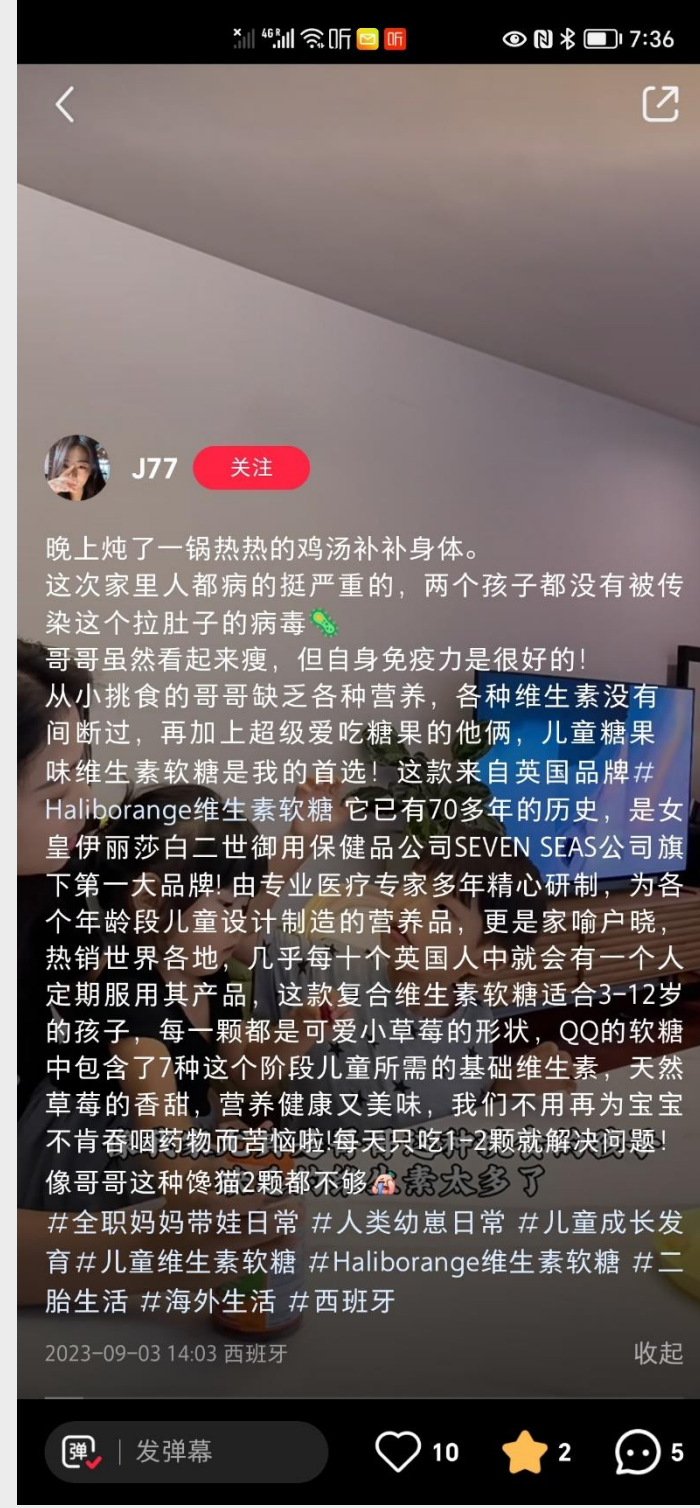 4G R 听 听 7:36
J77 关注
晚上炖了一锅热热的鸡汤补补身体。
这次家里人都病的挺严重的，两个孩子都没有被传
染这个拉肚子的病毒🦠
哥哥虽然看起来瘦，但自身免疫力是很好的！
从小挑食的哥哥缺乏各种营养，各种维生素没有
间断过，再加上超级爱吃糖果的他俩，儿童糖果
味维生素软糖是我的首选！这款来自英国品牌#
Haliborange维生素软糖 它已有70多年的历史，是女
皇伊丽莎白二世御用保健品公司SEVEN SEAS公司旗
下第一大品牌! 由专业医疗专家多年精心研制，为各
个年龄段儿童设计制造的营养品，更是家喻户晓，
热销世界各地，几乎每十个英国人中就会有一个人
定期服用其产品，这款复合维生素软糖适合3-12岁
的孩子，每一颗都是可爱小草莓的形状，QQ的软糖
中包含了7种这个阶段儿童所需的基础维生素，天然
草莓的香甜，营养健康又美味，我们不用再为宝宝
不肯吞咽药物而苦恼啦!每天只吃1-2颗就解决问题！
像哥哥这种馋猫2颗都不够😭
素太多了
#全职妈妈带娃日常 #人类幼崽日常 #儿童成长发
育#儿童维生素软糖 #Haliborange维生素软糖 #二
胎生活 #海外生活 #西班牙
2023-09-03 14:03 西班牙 收起
弹 发弹幕 10 2 5